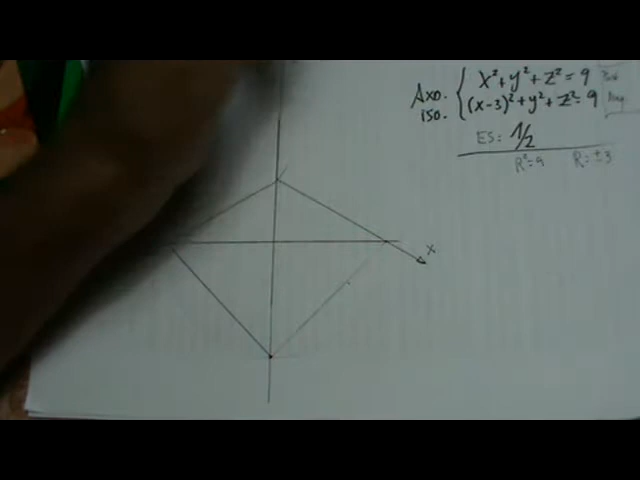 x² + y² + z² = 9
Axo. (x-3)² + y² + z² = 9
iso.
ES: 1/2
R² = 9 R = ±3
x